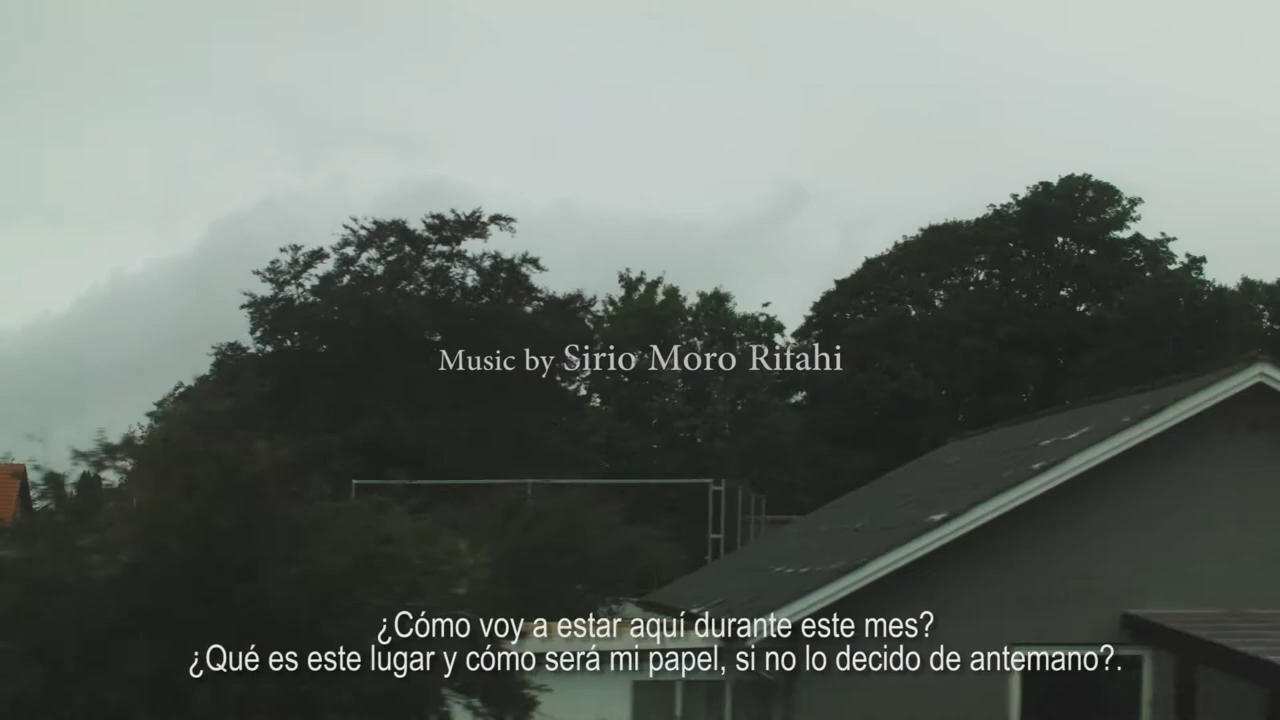 Music by Sirio Moro Rifahi
¿Cómo voy a estar aquí durante este mes?
¿Qué es este lugar y cómo será mi papel, si no lo decido de antemano?.